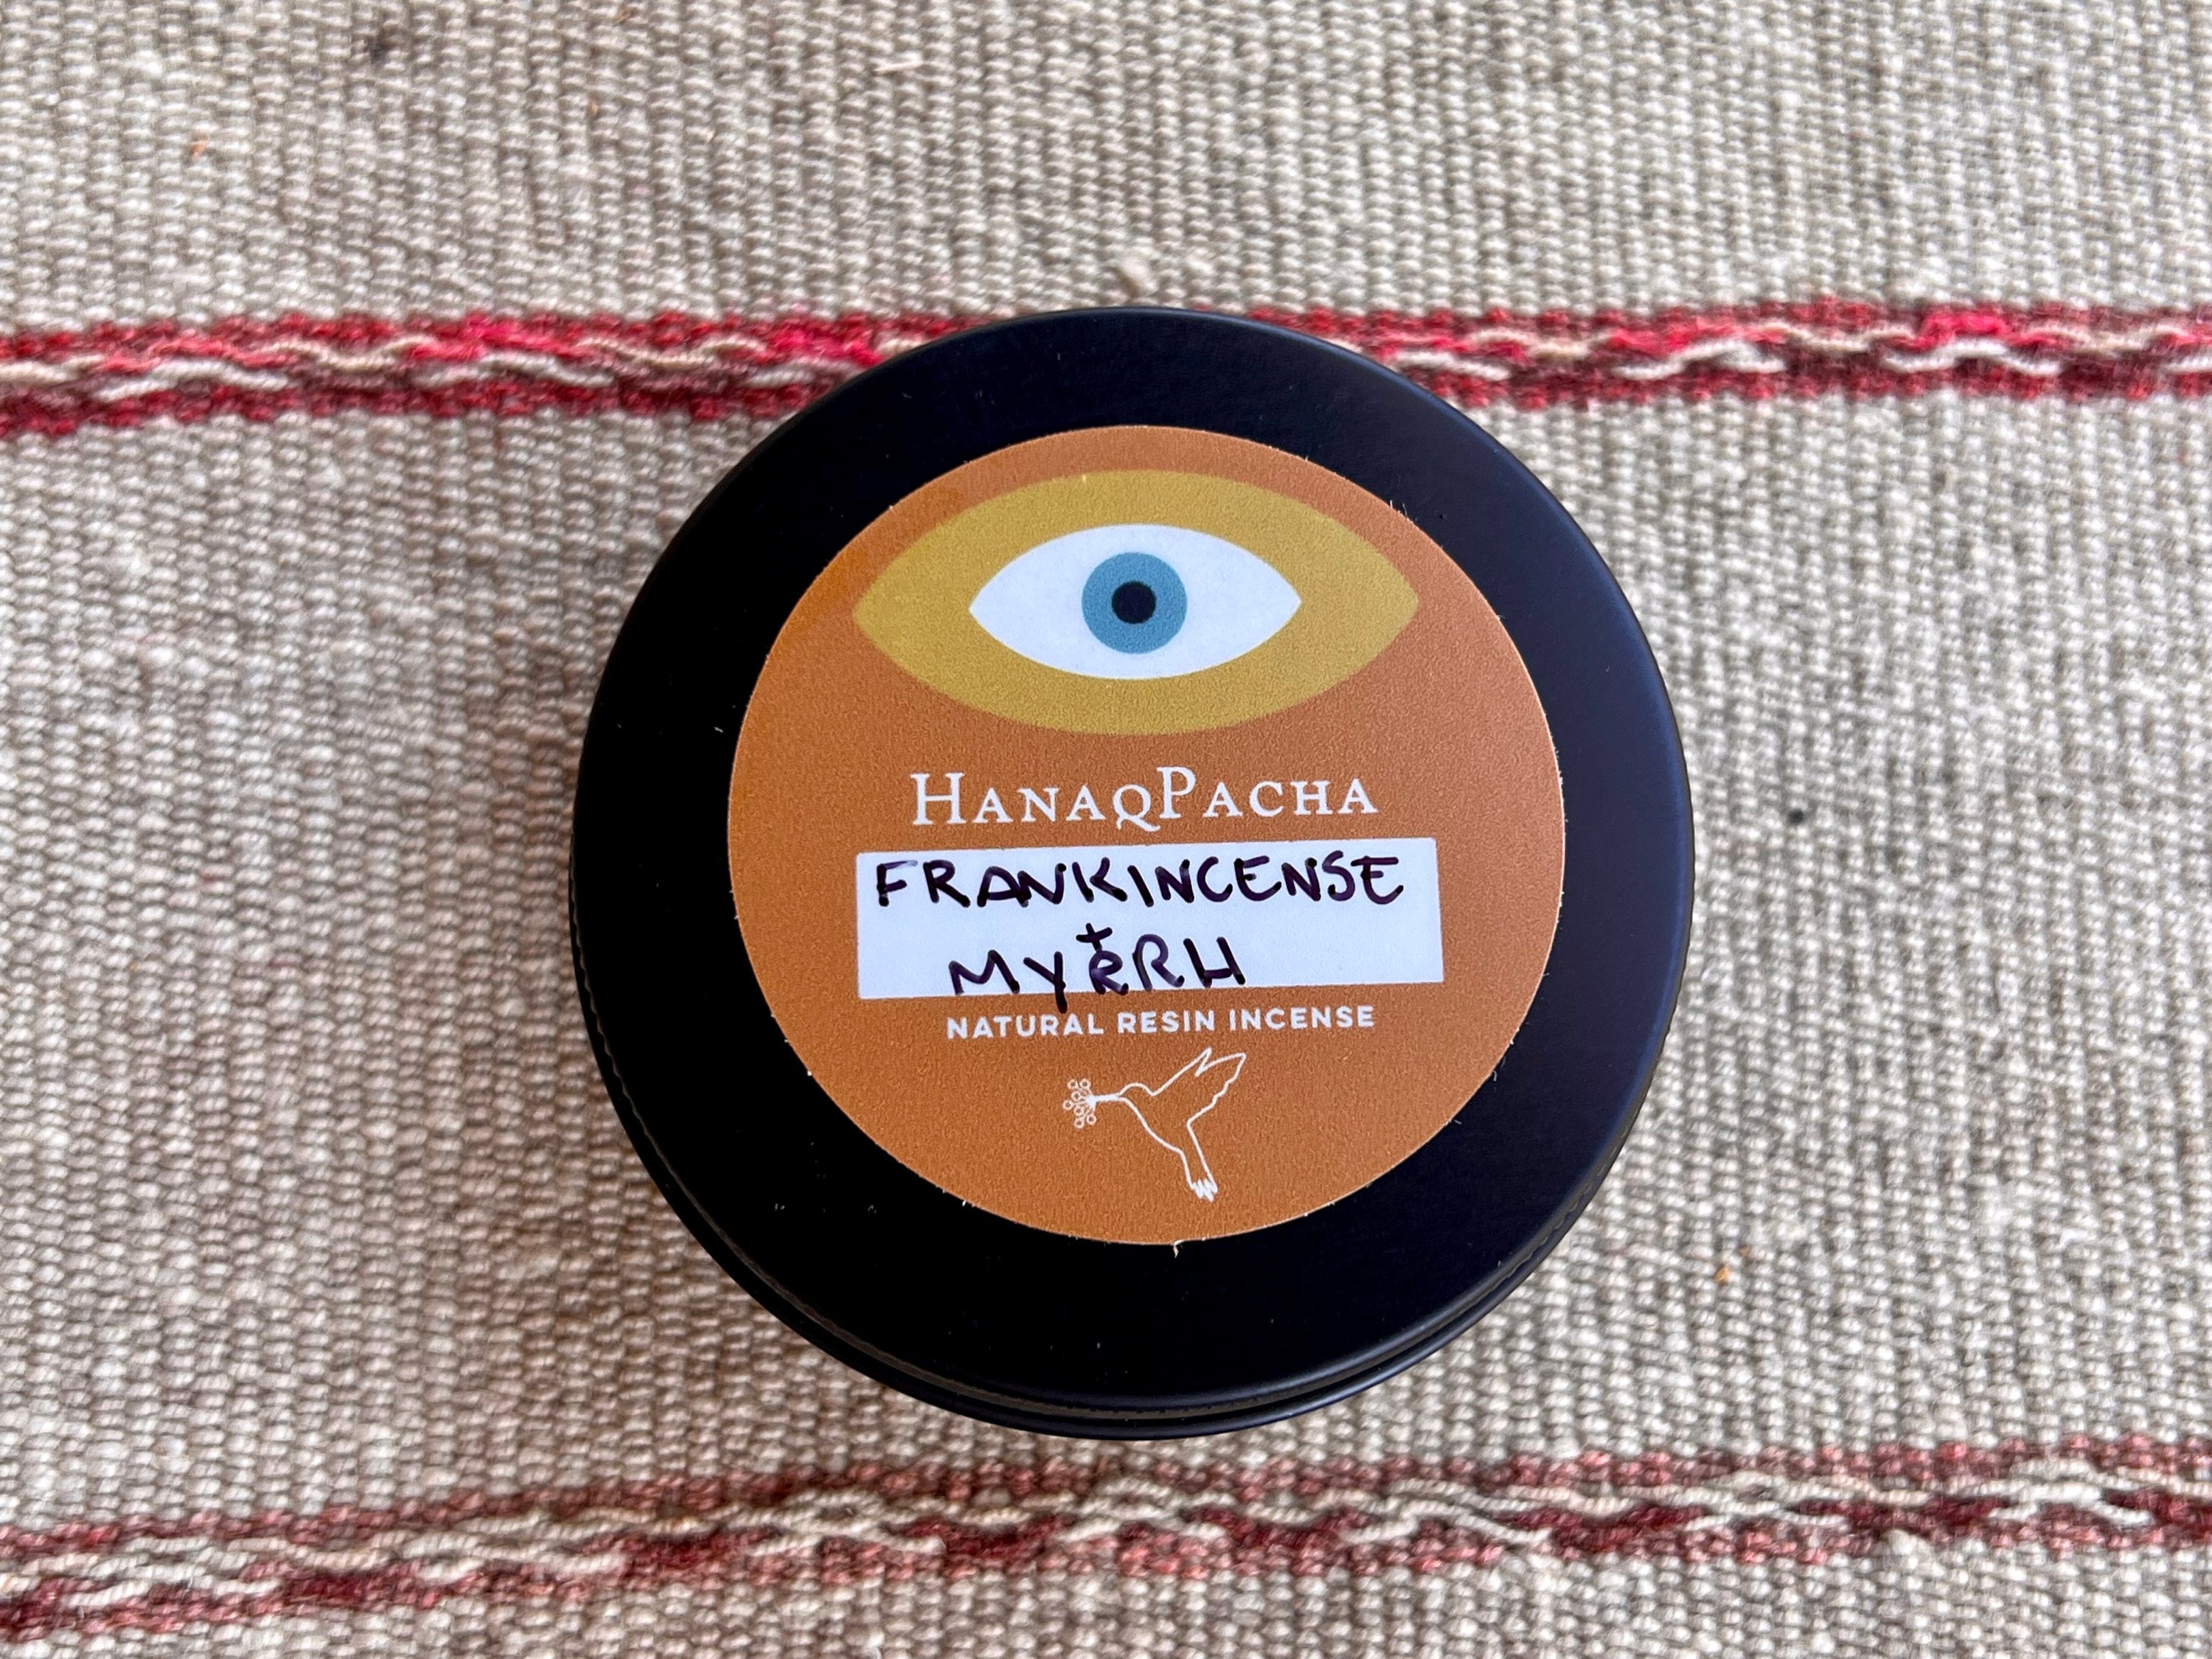 HANAQPACHA
FRANKINCENSE
+
MYRRH
NATURAL RESIN INCENSE